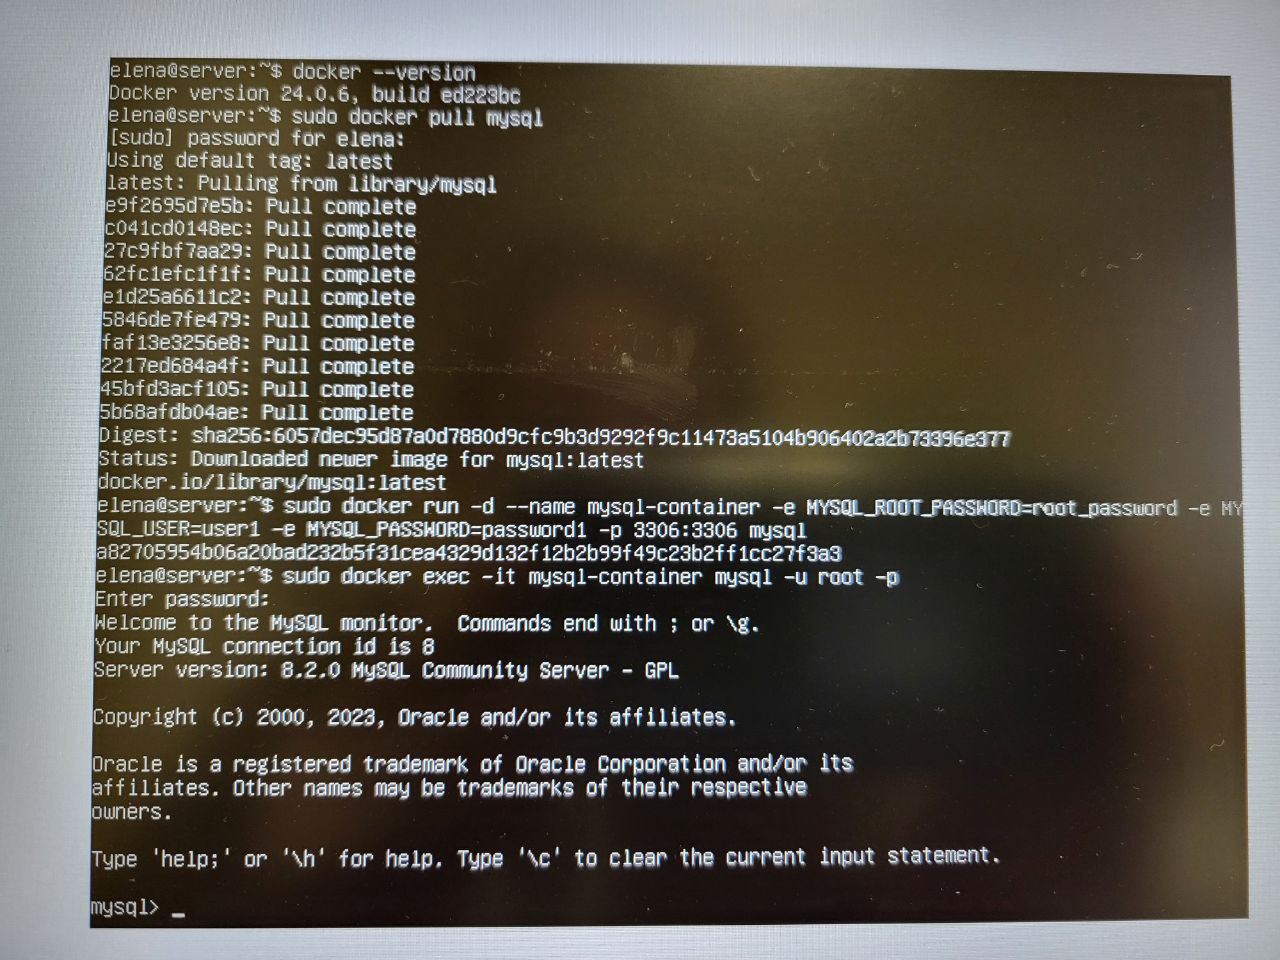 elena@server:~$ docker --version
Docker version 24.0.6, build ed223bc
elena@server:~$ sudo docker pull mysql
[sudo] password for elena:
Using default tag: latest
latest: Pulling from library/mysql
e9f2695d7e5b: Pull complete
c041cd0148ec: Pull complete
27c9fbf7aa29: Pull complete
62fc1efc1f1f: Pull complete
e1d25a6611c2: Pull complete
5846de7fe479: Pull complete
faf13e3256e8: Pull complete
2217ed684a4f: Pull complete
45bfd3acf105: Pull complete
5b68afdb04ae: Pull complete
Digest: sha256:6057dec95d87a0d7880d9cfc9b3d9292f9c11473a5104b906402a2b73396e377
Status: Downloaded newer image for mysql:latest
docker.io/library/mysql:latest
elena@server:~$ sudo docker run -d --name mysql-container -e MYSQL_ROOT_PASSWORD=root_password -e MY
SQL_USER=user1 -e MYSQL_PASSWORD=password1 -p 3306:3306 mysql
a82705954b06a20bad232b5f31cea4329d132f12b2b99f49c23b2ff1cc27f3a3
elena@server:~$ sudo docker exec -it mysql-container mysql -u root -p
Enter password:
Welcome to the MySQL monitor.  Commands end with ; or \g.
Your MySQL connection id is 8
Server version: 8.2.0 MySQL Community Server - GPL
Copyright (c) 2000, 2023, Oracle and/or its affiliates.
Oracle is a registered trademark of Oracle Corporation and/or its
affiliates. Other names may be trademarks of their respective
owners.
Type 'help;' or '\h' for help. Type '\c' to clear the current input statement.
mysql> _